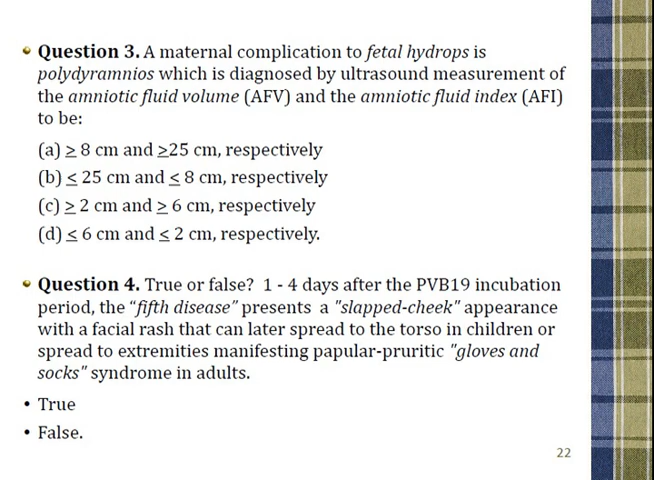 Question 3. A maternal complication to fetal hydrops is
polydyramnios which is diagnosed by ultrasound measurement of
the amniotic fluid volume (AFV) and the amniotic fluid index (AFI)
to be:
(a) ≥ 8 cm and ≥25 cm, respectively
(b) ≤ 25 cm and ≤ 8 cm, respectively
(c) ≥ 2 cm and ≥ 6 cm, respectively
(d) ≤ 6 cm and ≤ 2 cm, respectively.
Question 4. True or false? 1 - 4 days after the PVB19 incubation
period, the “fifth disease” presents a "slapped-cheek" appearance
with a facial rash that can later spread to the torso in children or
spread to extremities manifesting papular-pruritic "gloves and
socks" syndrome in adults.
• True
• False.
22